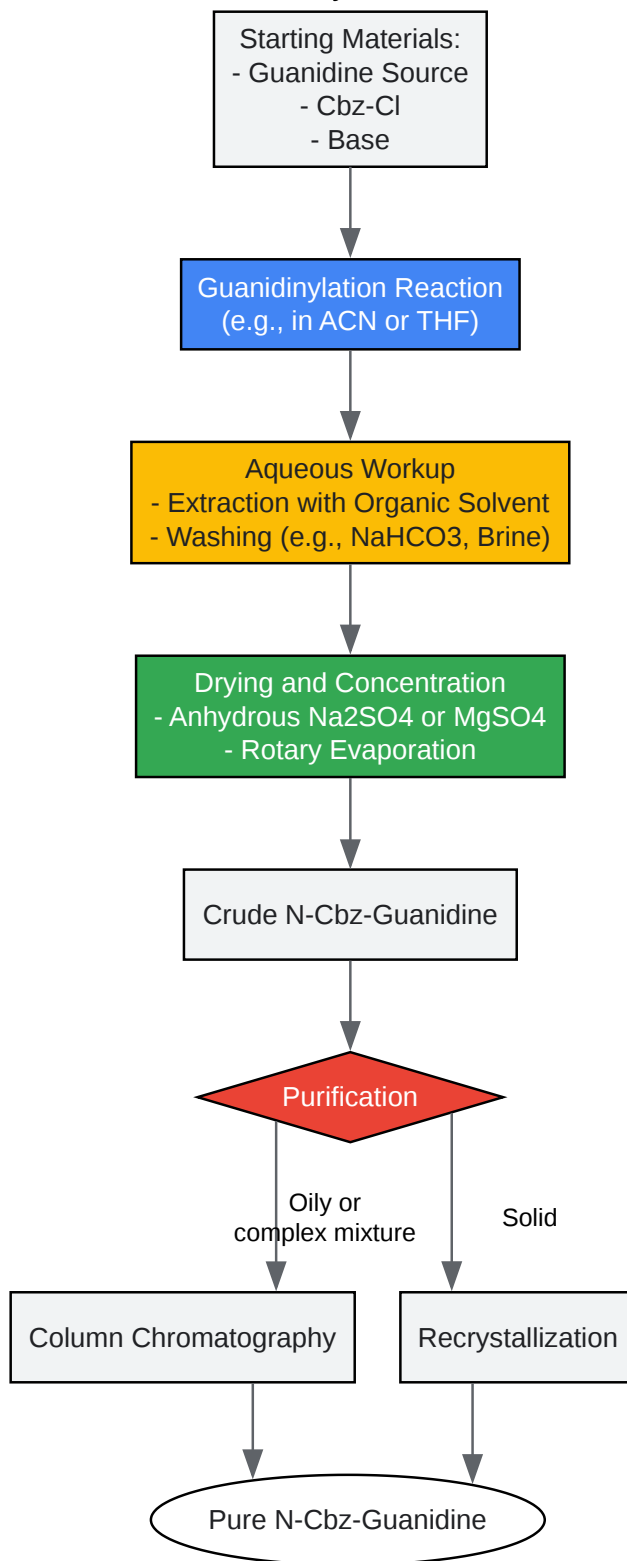 Starting Materials:
- Guanidine Source
- Cbz-Cl
- Base
Guanidinylation Reaction
(e.g., in ACN or THF)
Aqueous Workup
- Extraction with Organic Solvent
- Washing (e.g., NaHCO3, Brine)
Drying and Concentration
- Anhydrous Na2SO4 or MgSO4
- Rotary Evaporation
Crude N-Cbz-Guanidine
Purification
Oily or
complex mixture
Solid
Column Chromatography
Recrystallization
Pure N-Cbz-Guanidine